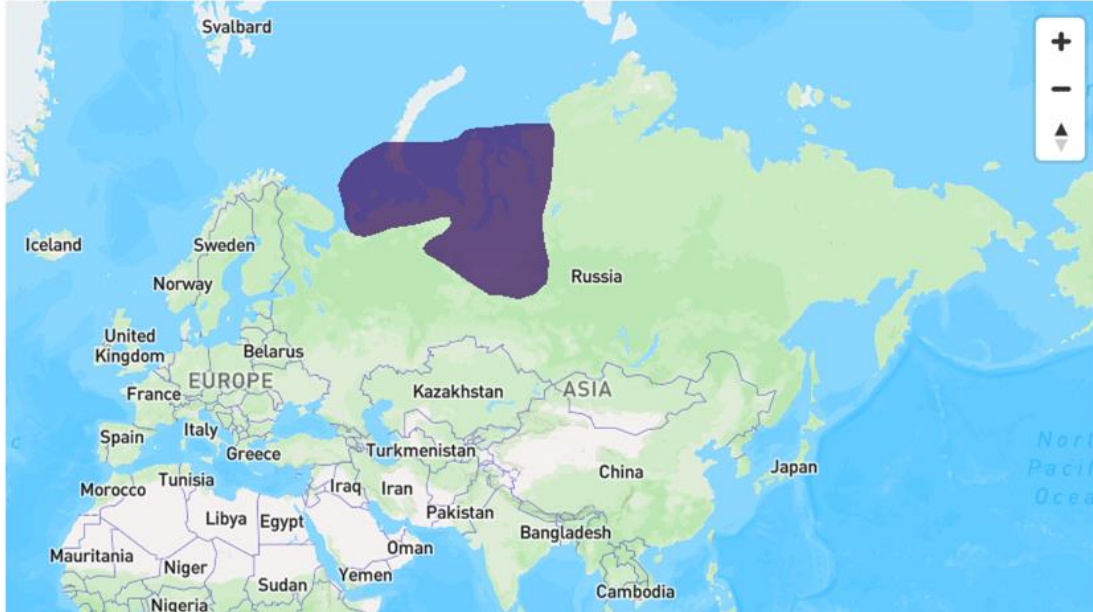 Svalbard
+
−
Iceland
Sweden
Norway
Russia
United
Kingdom
Belarus
EUROPE
France
Kazakhstan
ASIA
Spain
Italy
Greece
Turkmenistan
China
Japan
Morocco
Tunisia
Iraq
Iran
Pakistan
Libya
Egypt
Bangladesh
Mauritania
Niger
Oman
Yemen
Sudan
Cambodia
Nigeria
Nort
Pacif
Ocea
c